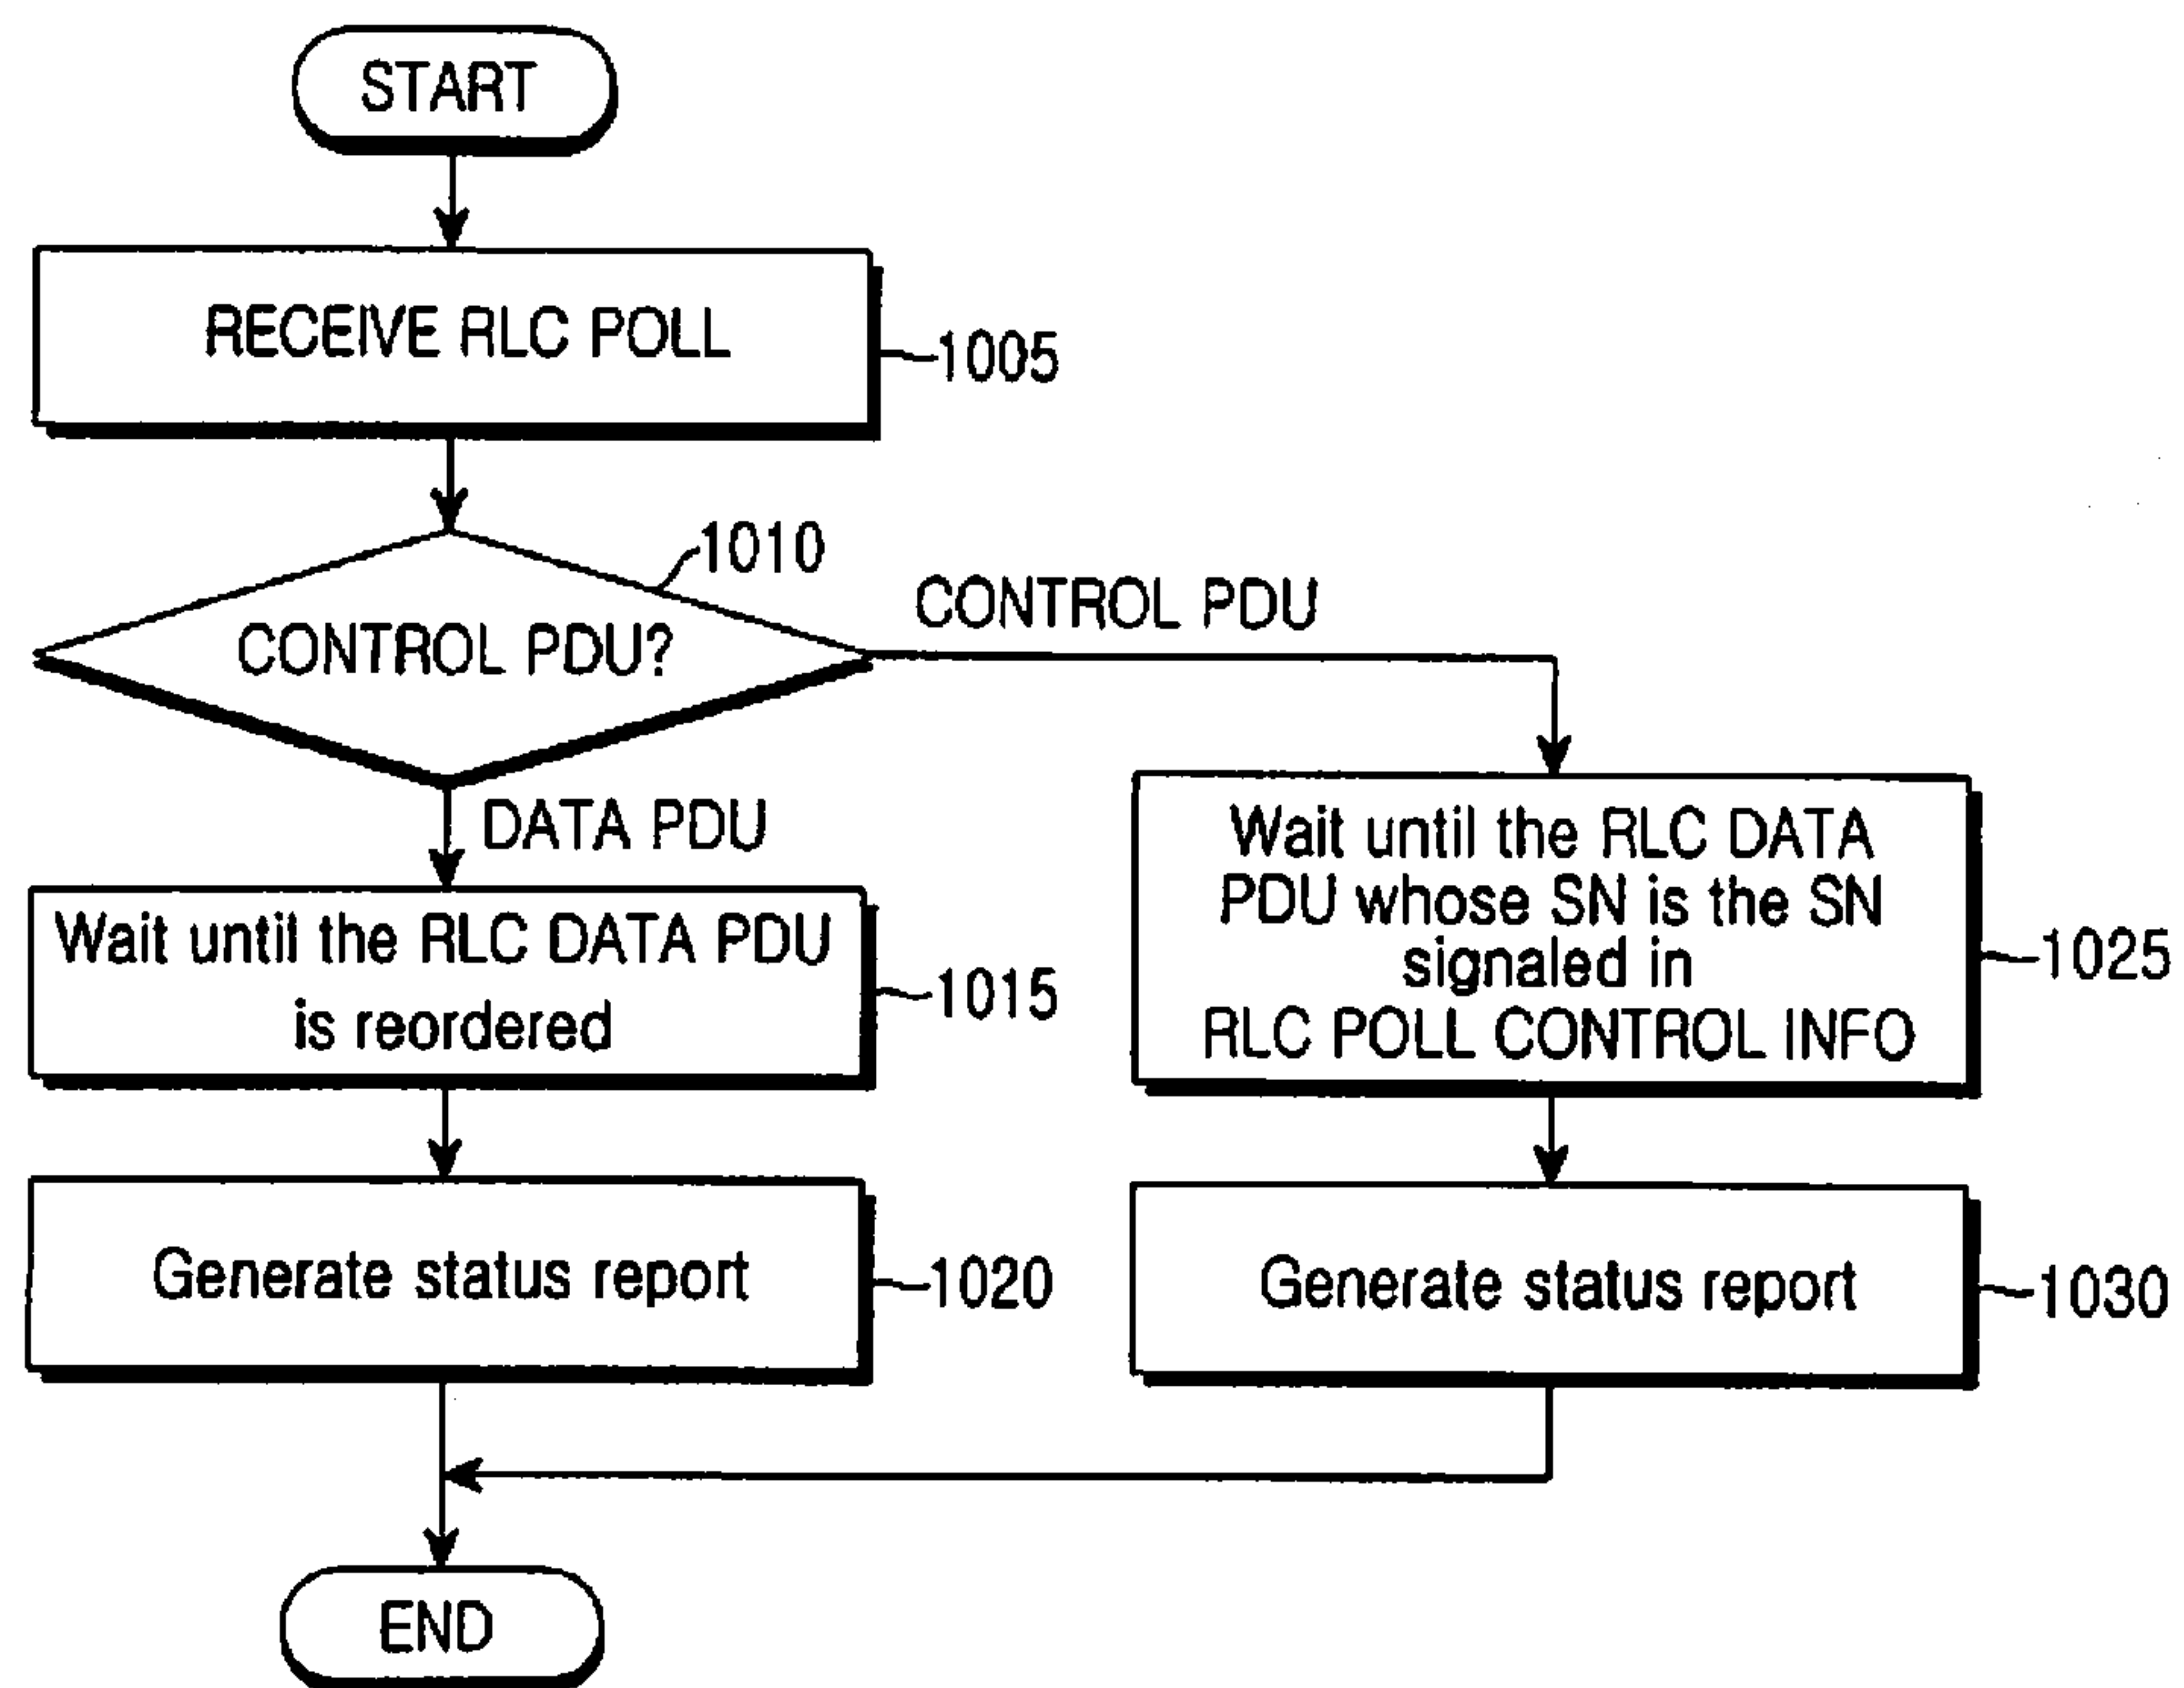 START
RECEIVE RLC POLL
1005
1010
CONTROL PDU?
CONTROL PDU
DATA PDU
Wait until the RLC DATA PDU
is reordered
1015
Wait until the RLC DATA
PDU whose SN is the SN
signaled in
RLC POLL CONTROL INFO
1025
Generate status report
1020
Generate status report
1030
END